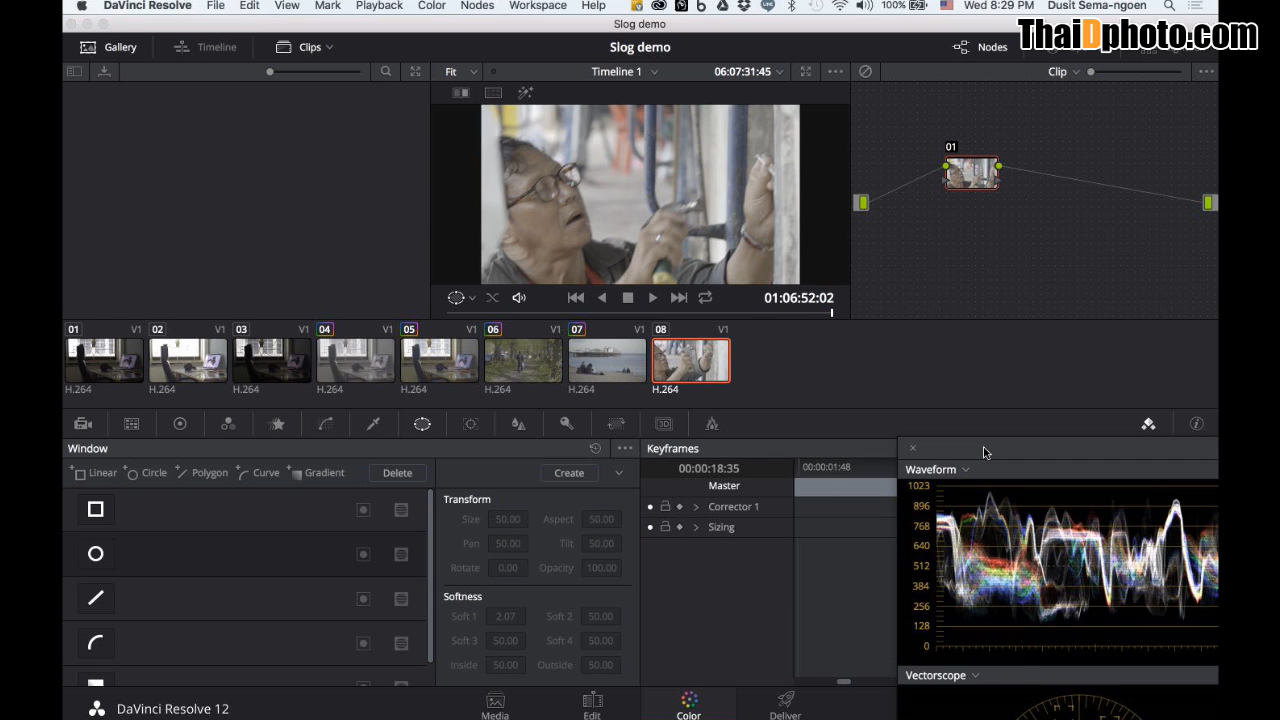 DaVinci Resolve File Edit View Mark Playback Color Nodes Workspace Help 100% Wed 8:29 PM Dusit Sema-ngoen
Slog demo
ThaiDphoto.com
Gallery Timeline Clips Slog demo Nodes
Fit Timeline 1 06:07:31:45 Clip
01
01:06:52:02
01 V1 02 V1 03 V1 04 V1 05 V1 06 V1 07 V1 08 V1
H.264 H.264 H.264 H.264 H.264 H.264 H.264 H.264
3D
Window Keyframes
Linear Circle Polygon Curve Gradient Delete Create
00:00:18:35 00:00:01:48
Master
Corrector 1
Sizing
Transform
Size 50.00 Aspect 50.00
Pan 50.00 Tilt 50.00
Rotate 0.00 Opacity 100.00
Softness
Soft 1 2.07 Soft 2 50.00
Soft 3 50.00 Soft 4 50.00
Inside 50.00 Outside 50.00
Waveform
1023
896
768
640
512
384
256
128
0
Vectorscope
DaVinci Resolve 12 Media Edit Color Deliver